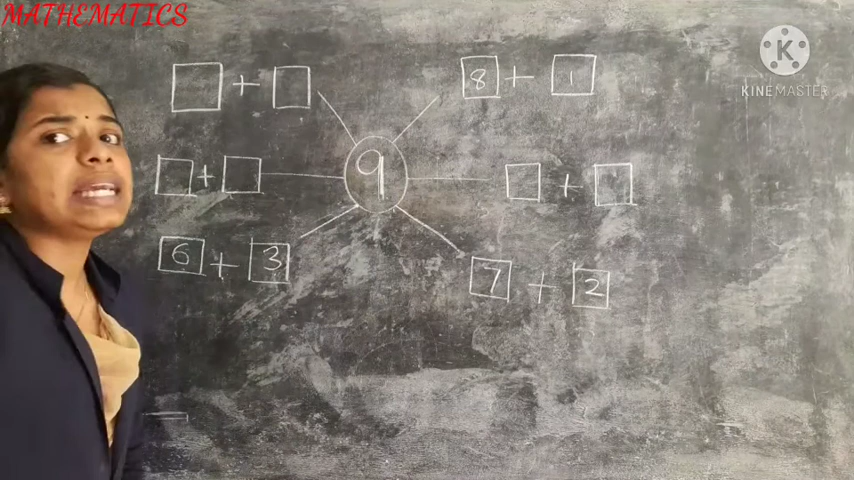 MATHEMATICS
K
KINEMASTER
+
8 + 1
9
+
+
6 + 3
7 + 2